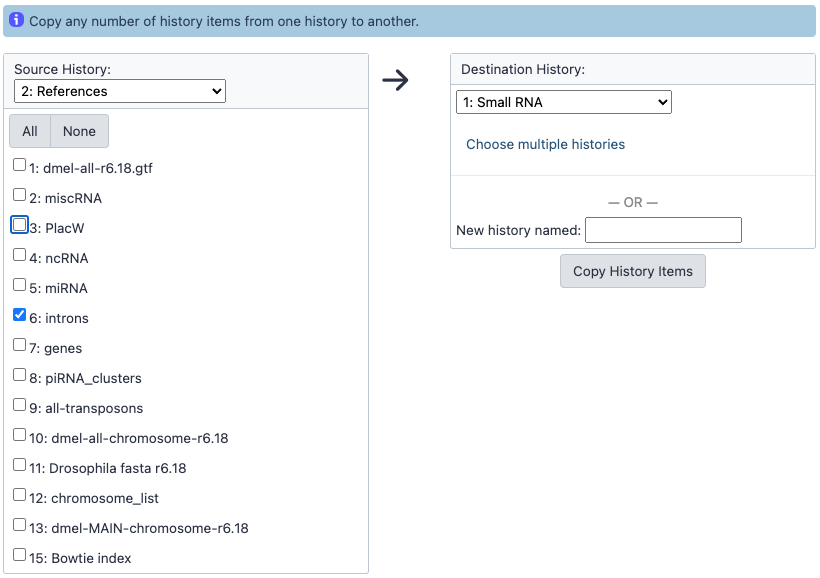 Copy any number of history items from one history to another.
Source History:
2: References
All None
1: dmel-all-r6.18.gtf
2: miscRNA
3: PlacW
4: ncRNA
5: miRNA
6: introns
7: genes
8: piRNA_clusters
9: all-transposons
10: dmel-all-chromosome-r6.18
11: Drosophila fasta r6.18
12: chromosome_list
13: dmel-MAIN-chromosome-r6.18
15: Bowtie index
Destination History:
1: Small RNA
Choose multiple histories
— OR —
New history named:
Copy History Items